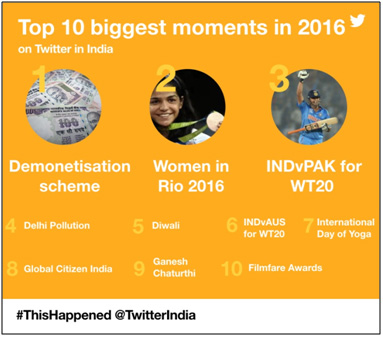 Top 10 biggest moments in 2016
on Twitter in India
1
2
3
Demonetisation
scheme
Women in
Rio 2016
INDvPAK for
WT20
4 Delhi Pollution
5 Diwali
6 INDvAUS
for WT20
7 International
Day of Yoga
8 Global Citizen India
9 Ganesh
Chaturthi
10 Filmfare Awards
#ThisHappened @TwitterIndia